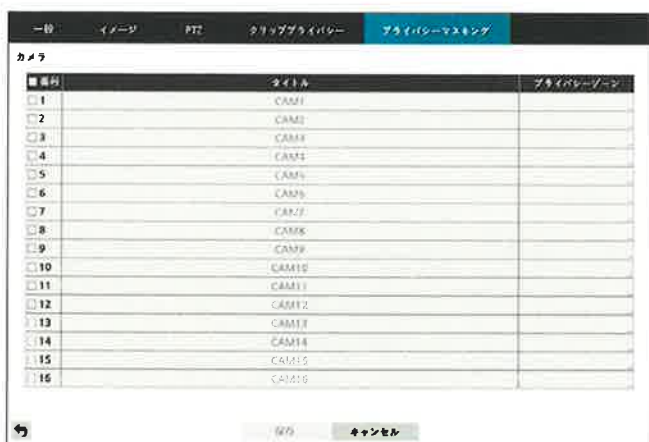 一般 イメージ PTZ クリッププライバシー プライバシーマスキング
カメラ
番号 タイトル プライバシーゾーン
1 CAM1
2 CAM2
3 CAM3
4 CAM4
5 CAM5
6 CAM6
7 CAM7
8 CAM8
9 CAM9
10 CAM10
11 CAM11
12 CAM12
13 CAM13
14 CAM14
15 CAM15
16 CAM16
保存 キャンセル